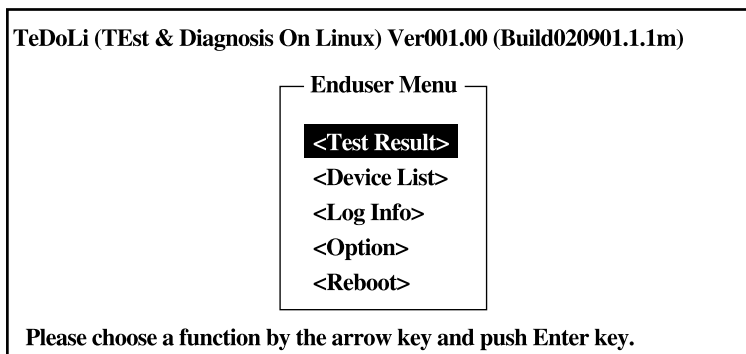 TeDoLi (TEst & Diagnosis On Linux) Ver001.00 (Build020901.1.1m)
Enduser Menu
<Test Result>
<Device List>
<Log Info>
<Option>
<Reboot>
Please choose a function by the arrow key and push Enter key.